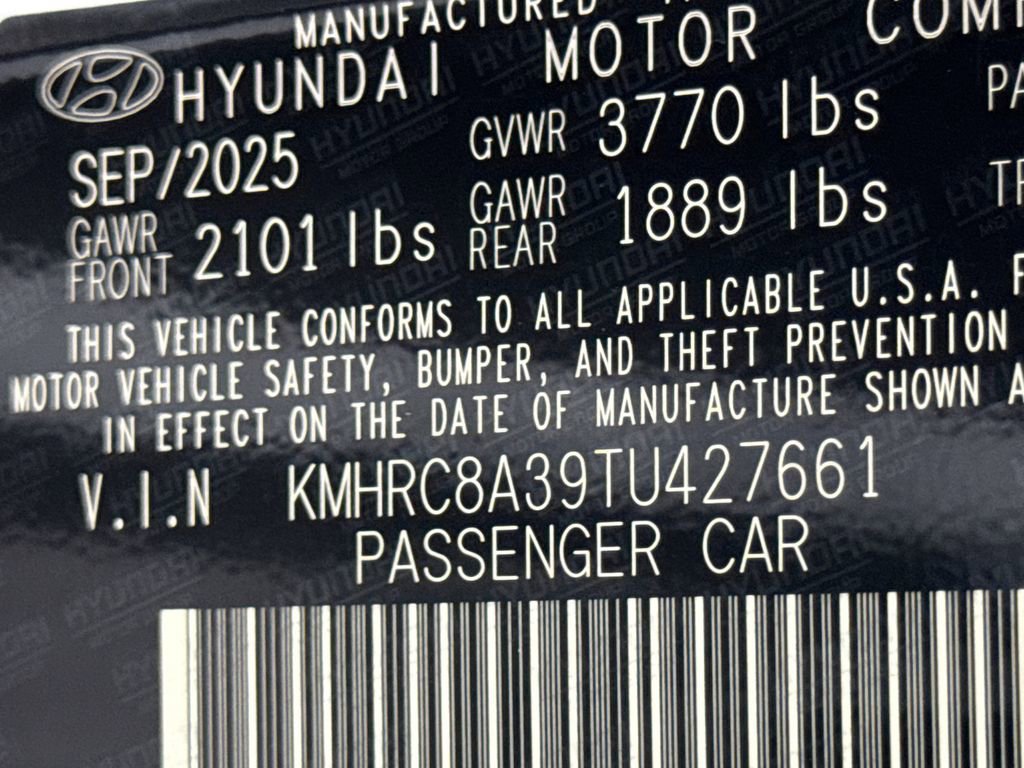 MANUFACTURED
HYUNDAI MOTOR
SEP/2025 GVWR 3770 lbs
GAWR FRONT 2101 lbs GAWR REAR 1889 lbs
THIS VEHICLE CONFORMS TO ALL APPLICABLE U.S.A.
MOTOR VEHICLE SAFETY, BUMPER, AND THEFT PREVENTION
IN EFFECT ON THE DATE OF MANUFACTURE SHOWN
V.I.N KMHRC8A39TU427661
PASSENGER CAR